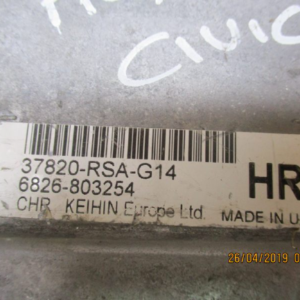 CIVIC
37820-RSA-G14
6826-803254
HR
CHR KEIHIN Europe Ltd. MADE IN U
26/04/2019